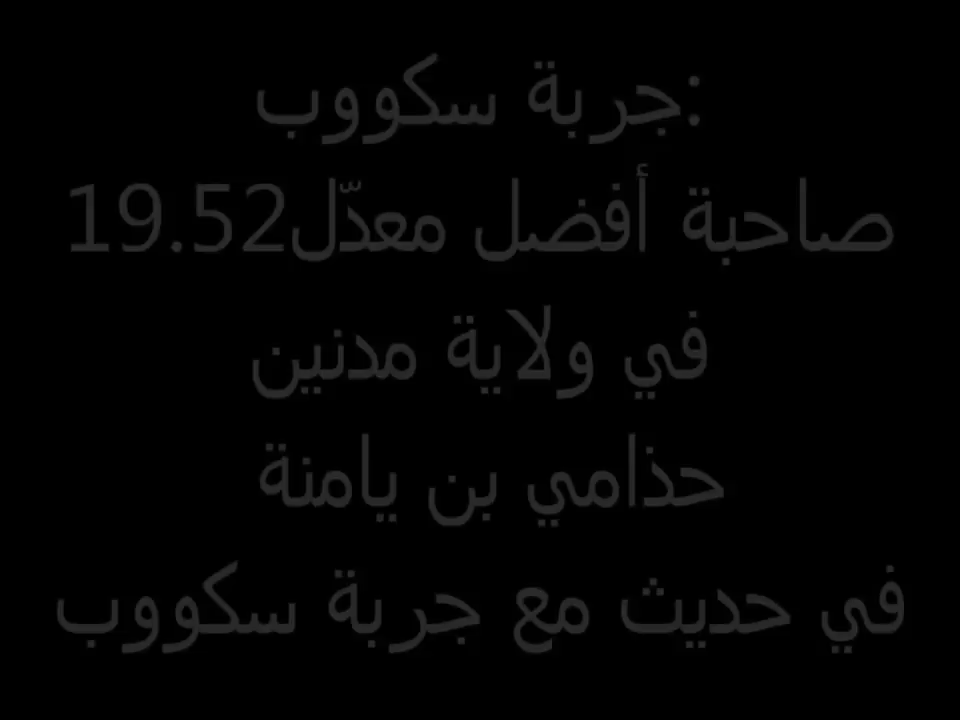 جربة سكووب:
صاحبة أفضل معدّل19.52
في ولاية مدنين
حذامي بن يامنة
في حديث مع جربة سكووب